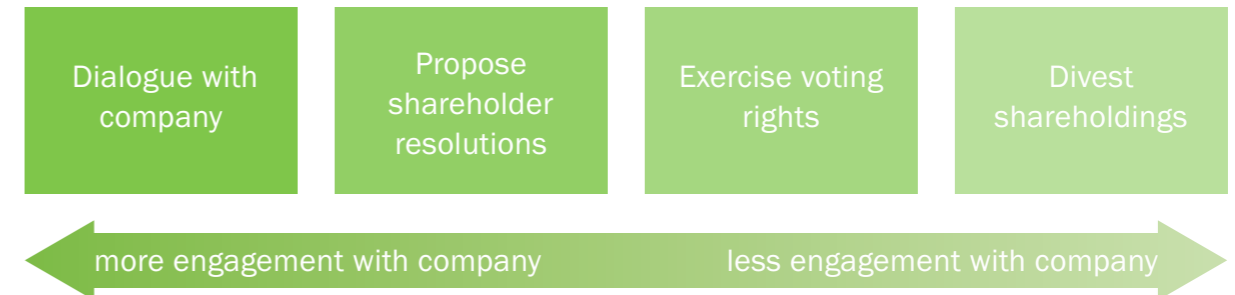 Dialogue with
company
Propose
shareholder
resolutions
Exercise voting
rights
Divest
shareholdings
more engagement with company
less engagement with company